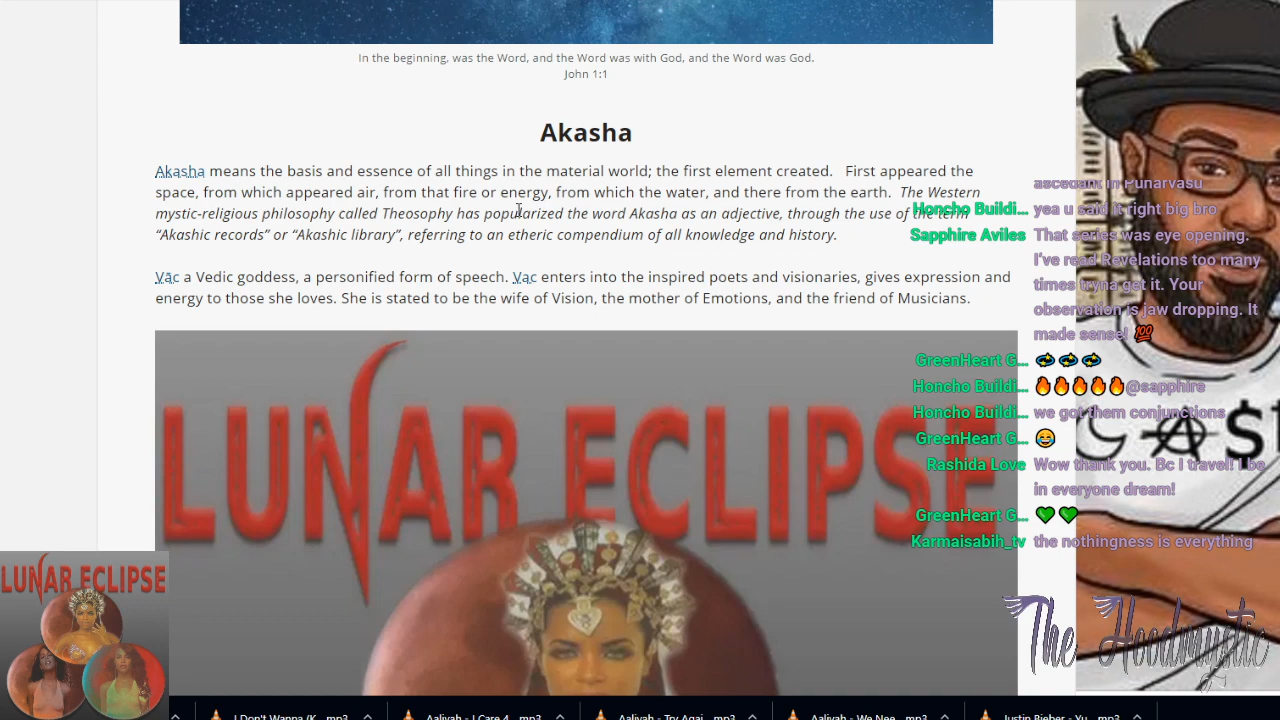 In the beginning, was the Word, and the Word was with God, and the Word was God.
John 1:1
Akasha
Akasha means the basis and essence of all things in the material world; the first element created. First appeared the
space, from which appeared air, from that fire or energy, from which the water, and there from the earth. The Western
mystic-religious philosophy called Theosophy has popularized the word Akasha as an adjective, through the use of the term
“Akashic records” or “Akashic library”, referring to an etheric compendium of all knowledge and history.
Vāc a Vedic goddess, a personified form of speech. Vac enters into the inspired poets and visionaries, gives expression and
energy to those she loves. She is stated to be the wife of Vision, the mother of Emotions, and the friend of Musicians.
LUNAR ECLIPSE
ascedant in Punarvasu
Honcho Buildi... yea u said it right big bro
Sapphire Aviles That series was eye opening.
I’ve read Revelations too many
times tryna get it. Your
observation is jaw dropping. It
made sense! 💯
GreenHeart G... 💫💫💫
Honcho Buildi... 🔥🔥🔥🔥🔥@sapphire
Honcho Buildi... we got them conjunctions
GreenHeart G... 😂
Rashida Love Wow thank you. Bc I travel! I be
in everyone dream!
GreenHeart G... 💚💚
Karmaisabih_tv the nothingness is everything
The Hoodmystic
LUNAR ECLIPSE
I Don't Wanna (K....mp3
Aaliyah - I Care 4....mp3
Aaliyah - Try Agai....mp3
Aaliyah - We Nee....mp3
Justin Bieber - Yu....mp3